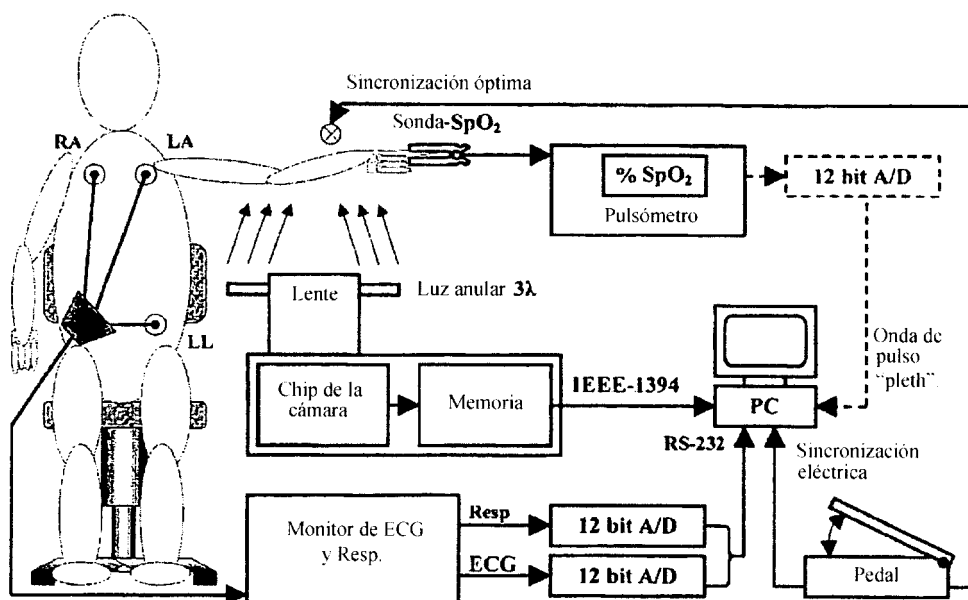 Sincronización óptima
Sonda-SpO₂
RA
LA
% SpO₂
Pulsómetro
12 bit A/D
Lente
Luz anular 3λ
LL
Onda de
pulso
“pleth”.
Chip de la
cámara
Memoria
IEEE-1394
PC
RS-232
Sincronización
eléctrica
Monitor de ECG
y Resp.
Resp
12 bit A/D
ECG
12 bit A/D
Pedal